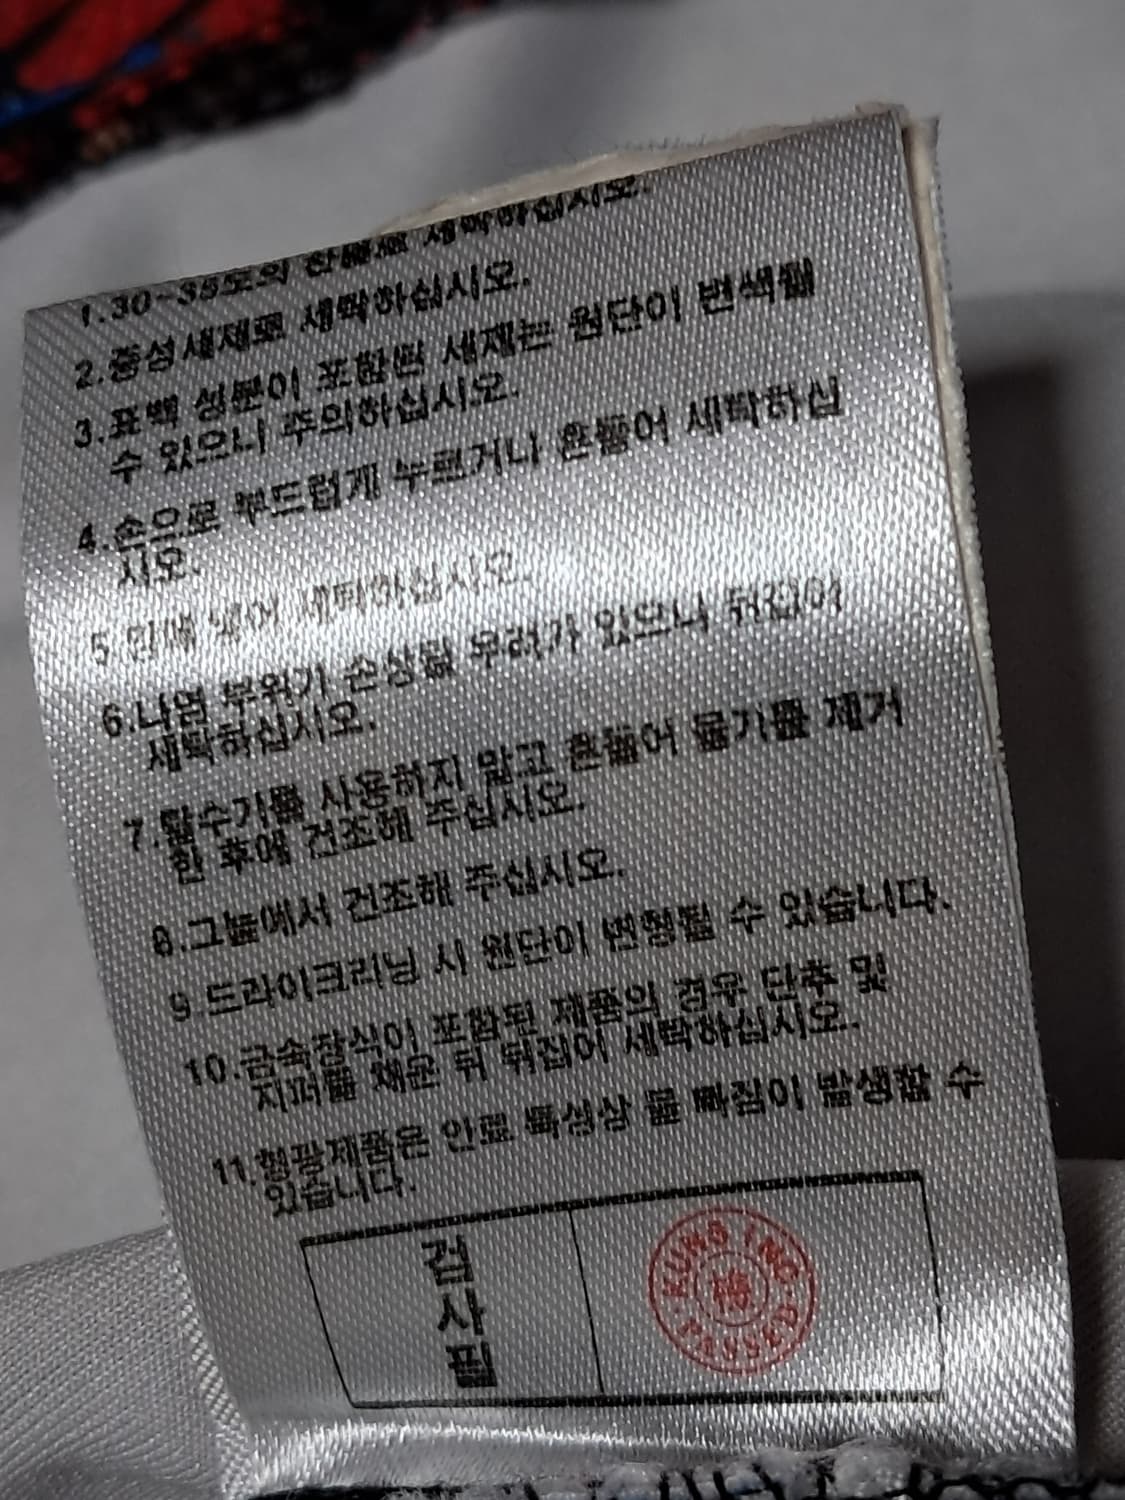 1.30-35도의 찬물로 세탁하십시오.
2.중성세제로 세탁하십시오.
3.표백 성분이 포함된 세제는 원단이 변색될
수 있으니 주의하십시오.
4.손으로 부드럽게 누르거나 흔들어 세탁하십
시오.
5.망에 넣어 세탁하십시오.
6.나염 부위가 손상될 우려가 있으니 뒤집어
세탁하십시오.
7.탈수기를 사용하지 말고 흔들어 물기를 제거
한 후에 건조해 주십시오.
8.그늘에서 건조해 주십시오.
9.드라이크리닝 시 원단이 변형될 수 있습니다.
10.금속장식이 포함된 제품의 경우 단추 및
지퍼를 채운 뒤 뒤집어 세탁하십시오.
11.형광제품은 안료 특성상 물 빠짐이 발생할 수
있습니다.
검사필
KUNG ING
PASSED